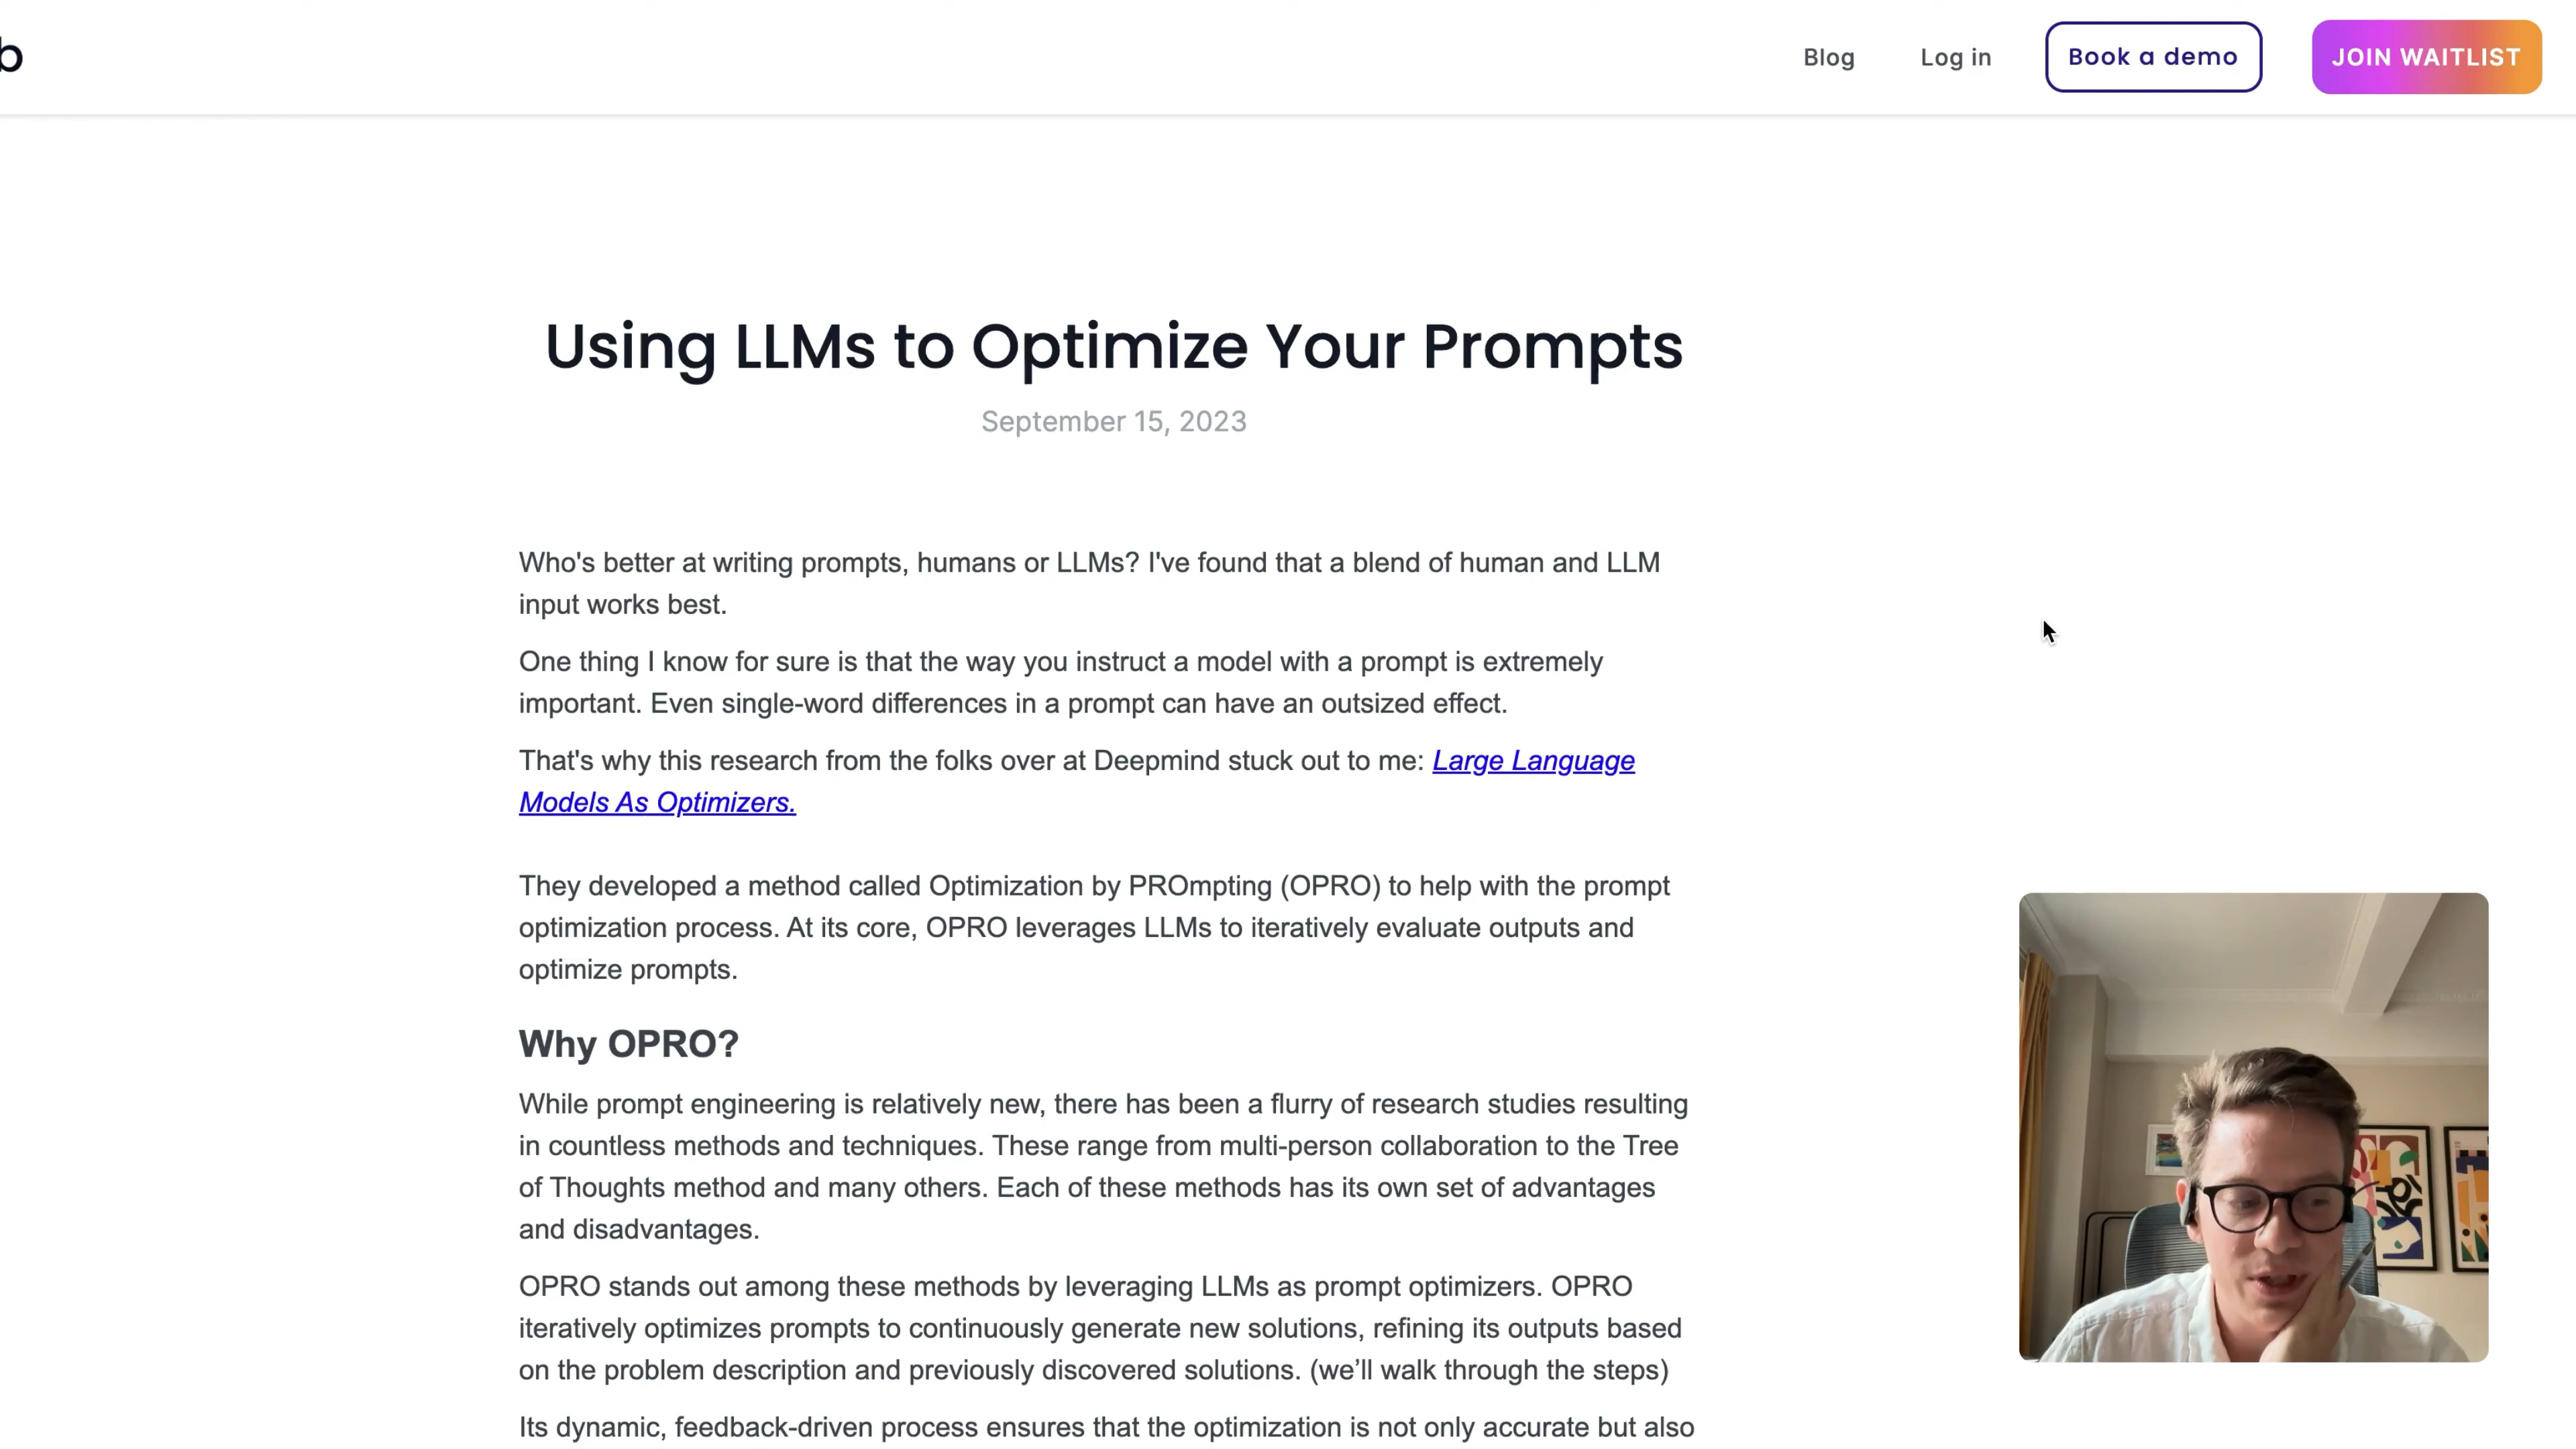 b
Blog
Log in
Book a demo
JOIN WAITLIST
Using LLMs to Optimize Your Prompts
September 15, 2023
Who's better at writing prompts, humans or LLMs? I've found that a blend of human and LLM
input works best.
One thing I know for sure is that the way you instruct a model with a prompt is extremely
important. Even single-word differences in a prompt can have an outsized effect.
That's why this research from the folks over at Deepmind stuck out to me: Large Language
Models As Optimizers.
They developed a method called Optimization by PROmpting (OPRO) to help with the prompt
optimization process. At its core, OPRO leverages LLMs to iteratively evaluate outputs and
optimize prompts.
Why OPRO?
While prompt engineering is relatively new, there has been a flurry of research studies resulting
in countless methods and techniques. These range from multi-person collaboration to the Tree
of Thoughts method and many others. Each of these methods has its own set of advantages
and disadvantages.
OPRO stands out among these methods by leveraging LLMs as prompt optimizers. OPRO
iteratively optimizes prompts to continuously generate new solutions, refining its outputs based
on the problem description and previously discovered solutions. (we’ll walk through the steps)
Its dynamic, feedback-driven process ensures that the optimization is not only accurate but also